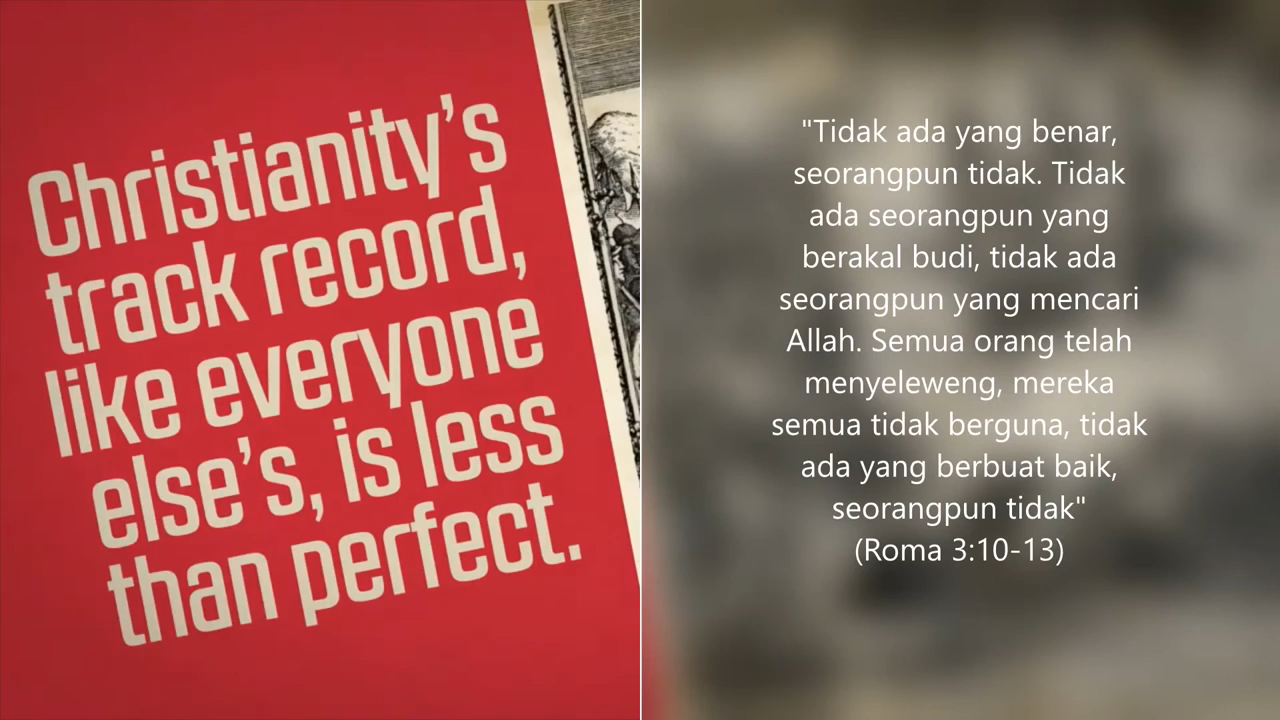 Christianity's
track record,
like everyone
else's, is less
than perfect.
"Tidak ada yang benar,
seorangpun tidak. Tidak
ada seorangpun yang
berakal budi, tidak ada
seorangpun yang mencari
Allah. Semua orang telah
menyeleweng, mereka
semua tidak berguna, tidak
ada yang berbuat baik,
seorangpun tidak"
(Roma 3:10-13)